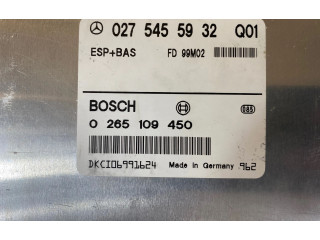 027 545 59 32 Q01
ESP+BAS FD 99M02
BOSCH
0 265 109 450
DKCI06991624 Made in Germany 962